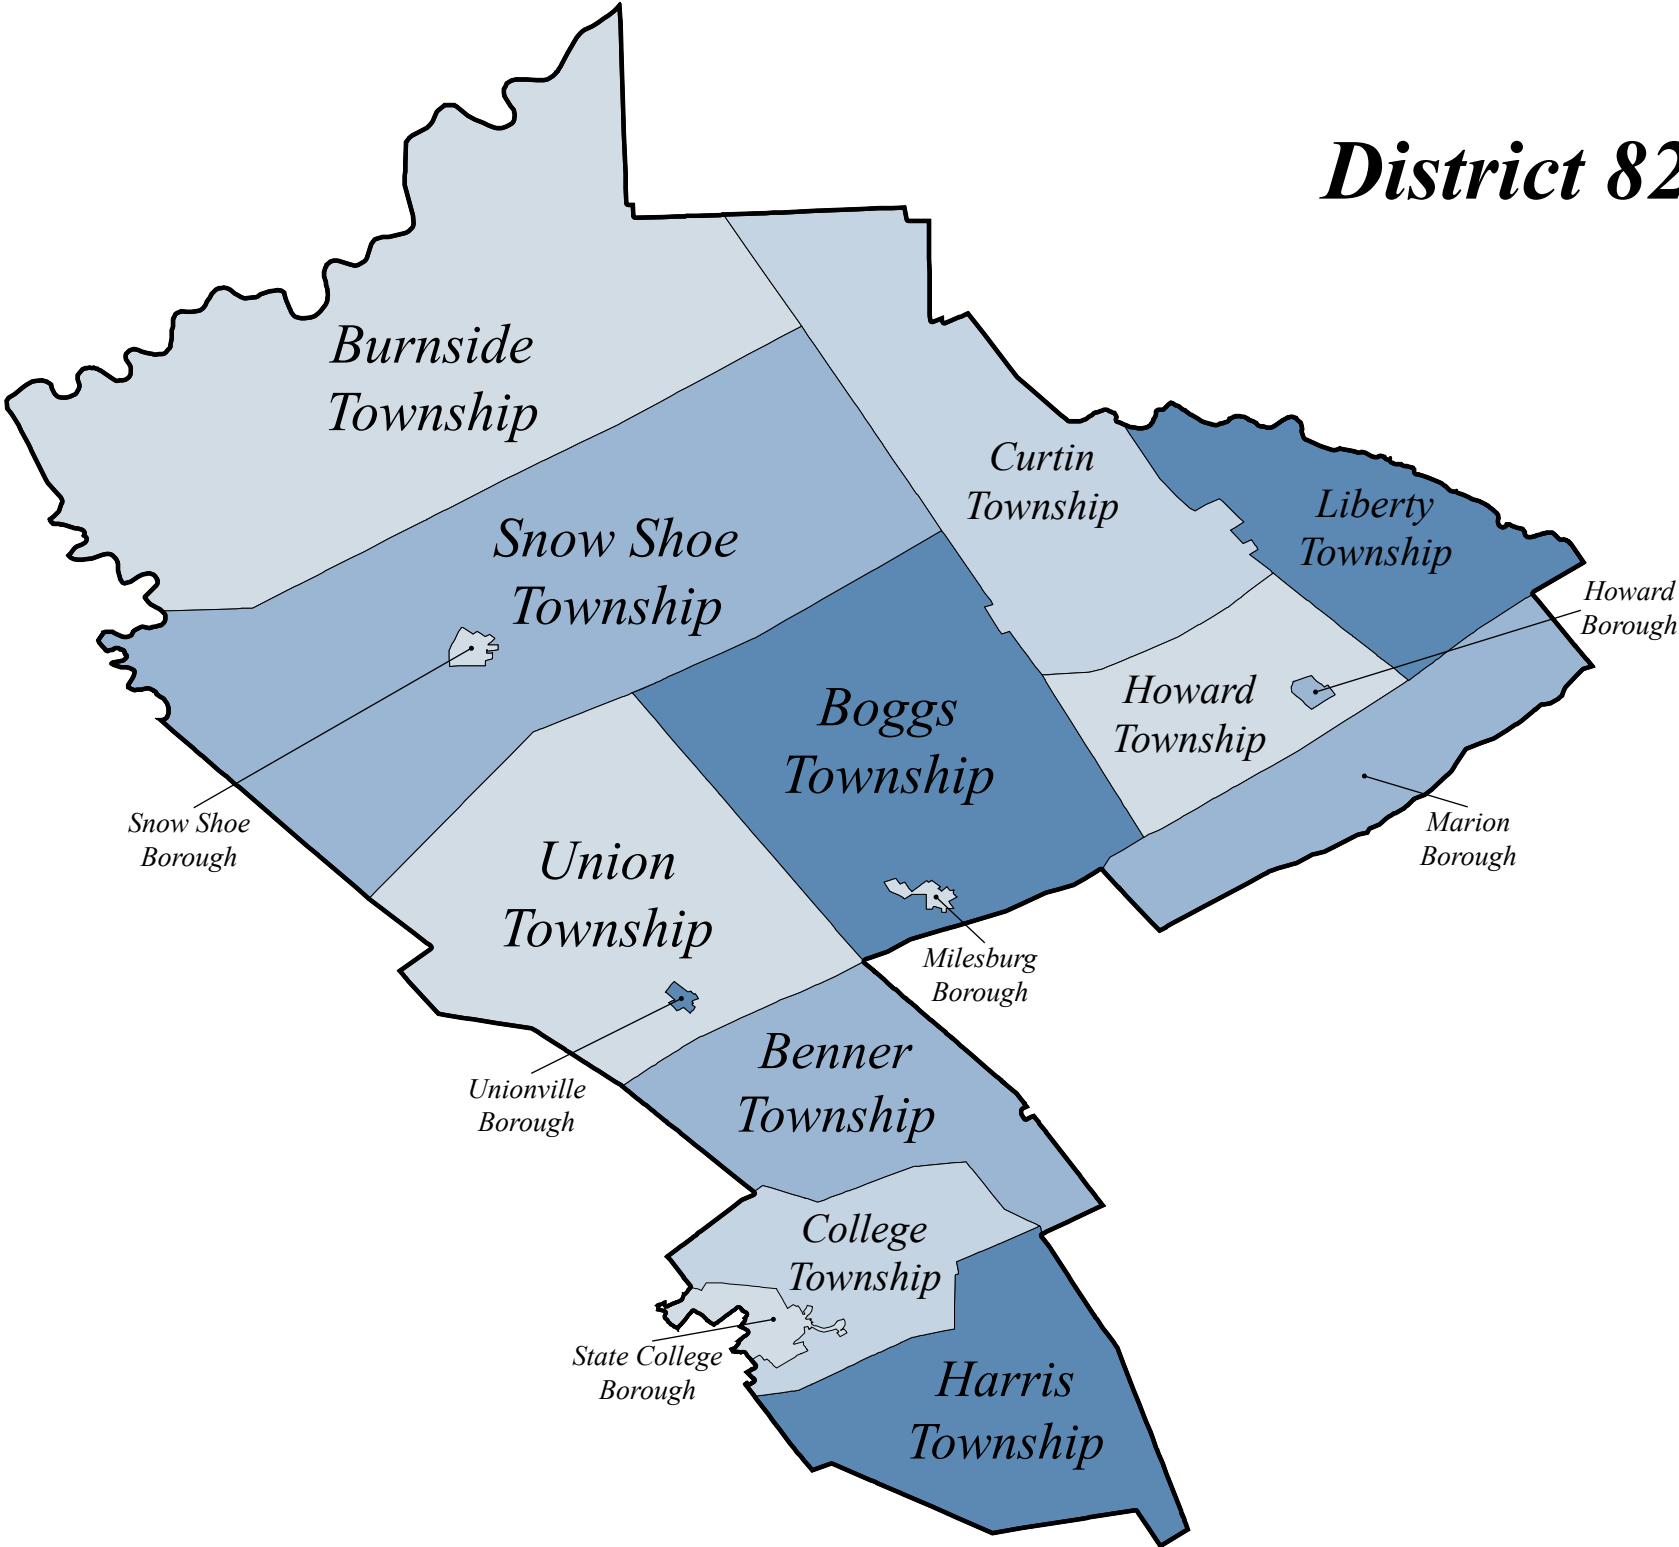 District 82
Burnside
Township
Curtin
Township
Liberty
Township
Snow Shoe
Township
Howard
Borough
Howard
Township
Boggs
Township
Snow Shoe
Borough
Marion
Borough
Union
Township
Milesburg
Borough
Unionville
Borough
Benner
Township
College
Township
State College
Borough
Harris
Township